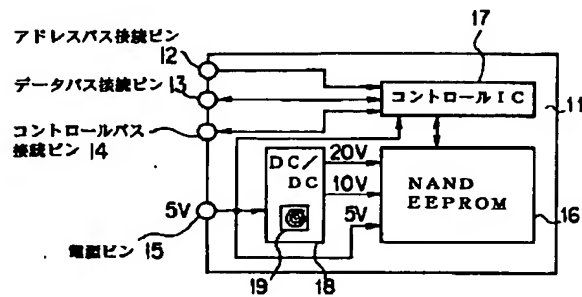 アドレスバス接続ピン
12
データバス接続ピン
13
コントロールバス
接続ピン 14
5V
電源ピン 15
17
コントロールIC
11
DC/
DC
20V
10V
5V
NAND
EEPROM
16
19
18